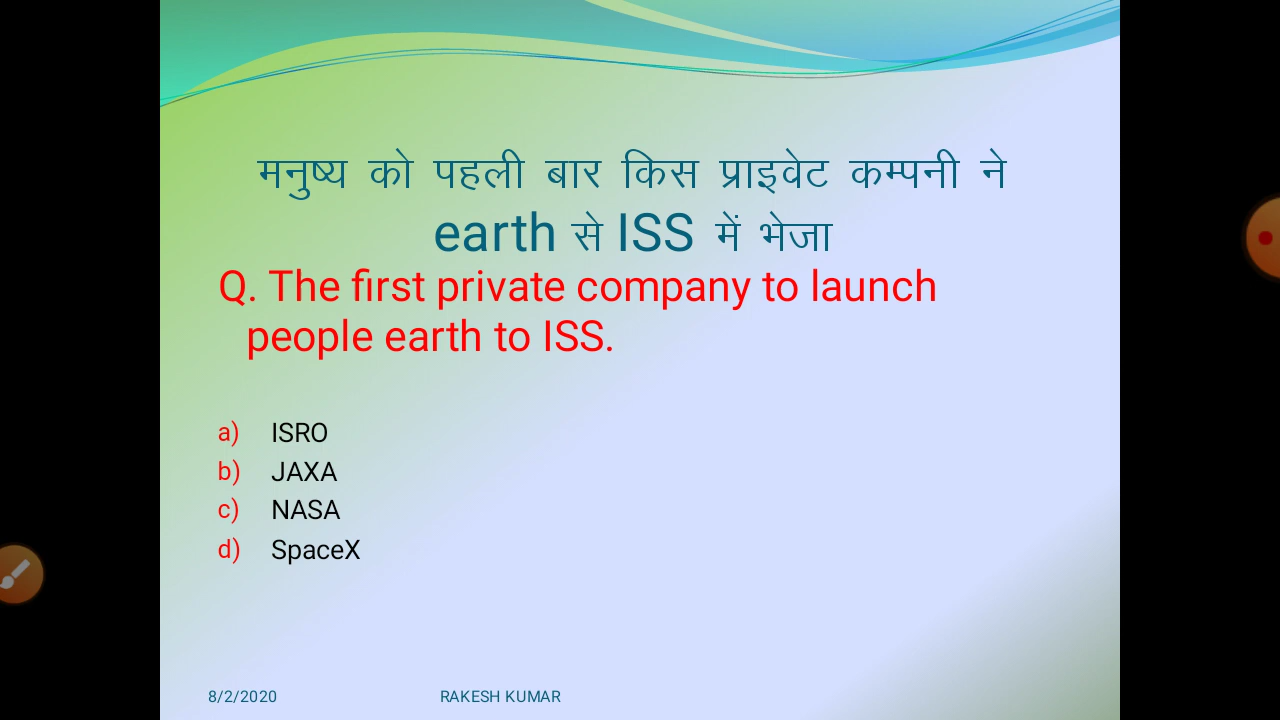 मनुष्य को पहली बार किस प्राइवेट कम्पनी ने
earth से ISS में भेजा
Q. The first private company to launch
people earth to ISS.
a) ISRO
b) JAXA
c) NASA
d) SpaceX
8/2/2020 RAKESH KUMAR